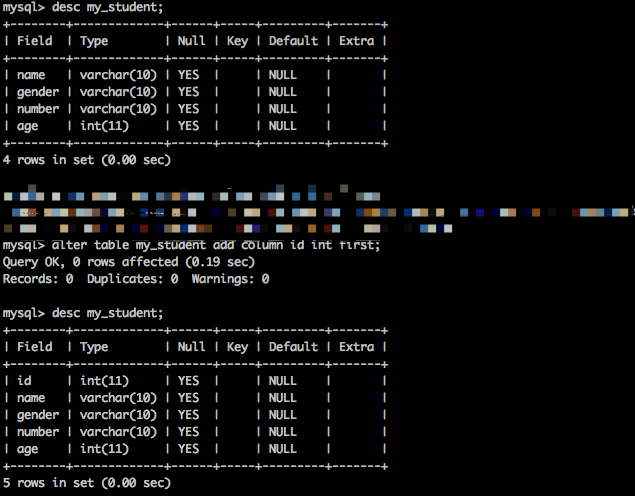 mysql> desc my_student;
+--------+-------------+------+-----+---------+-------+
| Field  | Type        | Null | Key | Default | Extra |
+--------+-------------+------+-----+---------+-------+
| name   | varchar(10) | YES  |     | NULL    |       |
| gender | varchar(10) | YES  |     | NULL    |       |
| number | varchar(10) | YES  |     | NULL    |       |
| age    | int(11)     | YES  |     | NULL    |       |
+--------+-------------+------+-----+---------+-------+
4 rows in set (0.00 sec)
mysql> alter table my_student add column id int first;
Query OK, 0 rows affected (0.19 sec)
Records: 0  Duplicates: 0  Warnings: 0
mysql> desc my_student;
+--------+-------------+------+-----+---------+-------+
| Field  | Type        | Null | Key | Default | Extra |
+--------+-------------+------+-----+---------+-------+
| id     | int(11)     | YES  |     | NULL    |       |
| name   | varchar(10) | YES  |     | NULL    |       |
| gender | varchar(10) | YES  |     | NULL    |       |
| number | varchar(10) | YES  |     | NULL    |       |
| age    | int(11)     | YES  |     | NULL    |       |
+--------+-------------+------+-----+---------+-------+
5 rows in set (0.00 sec)